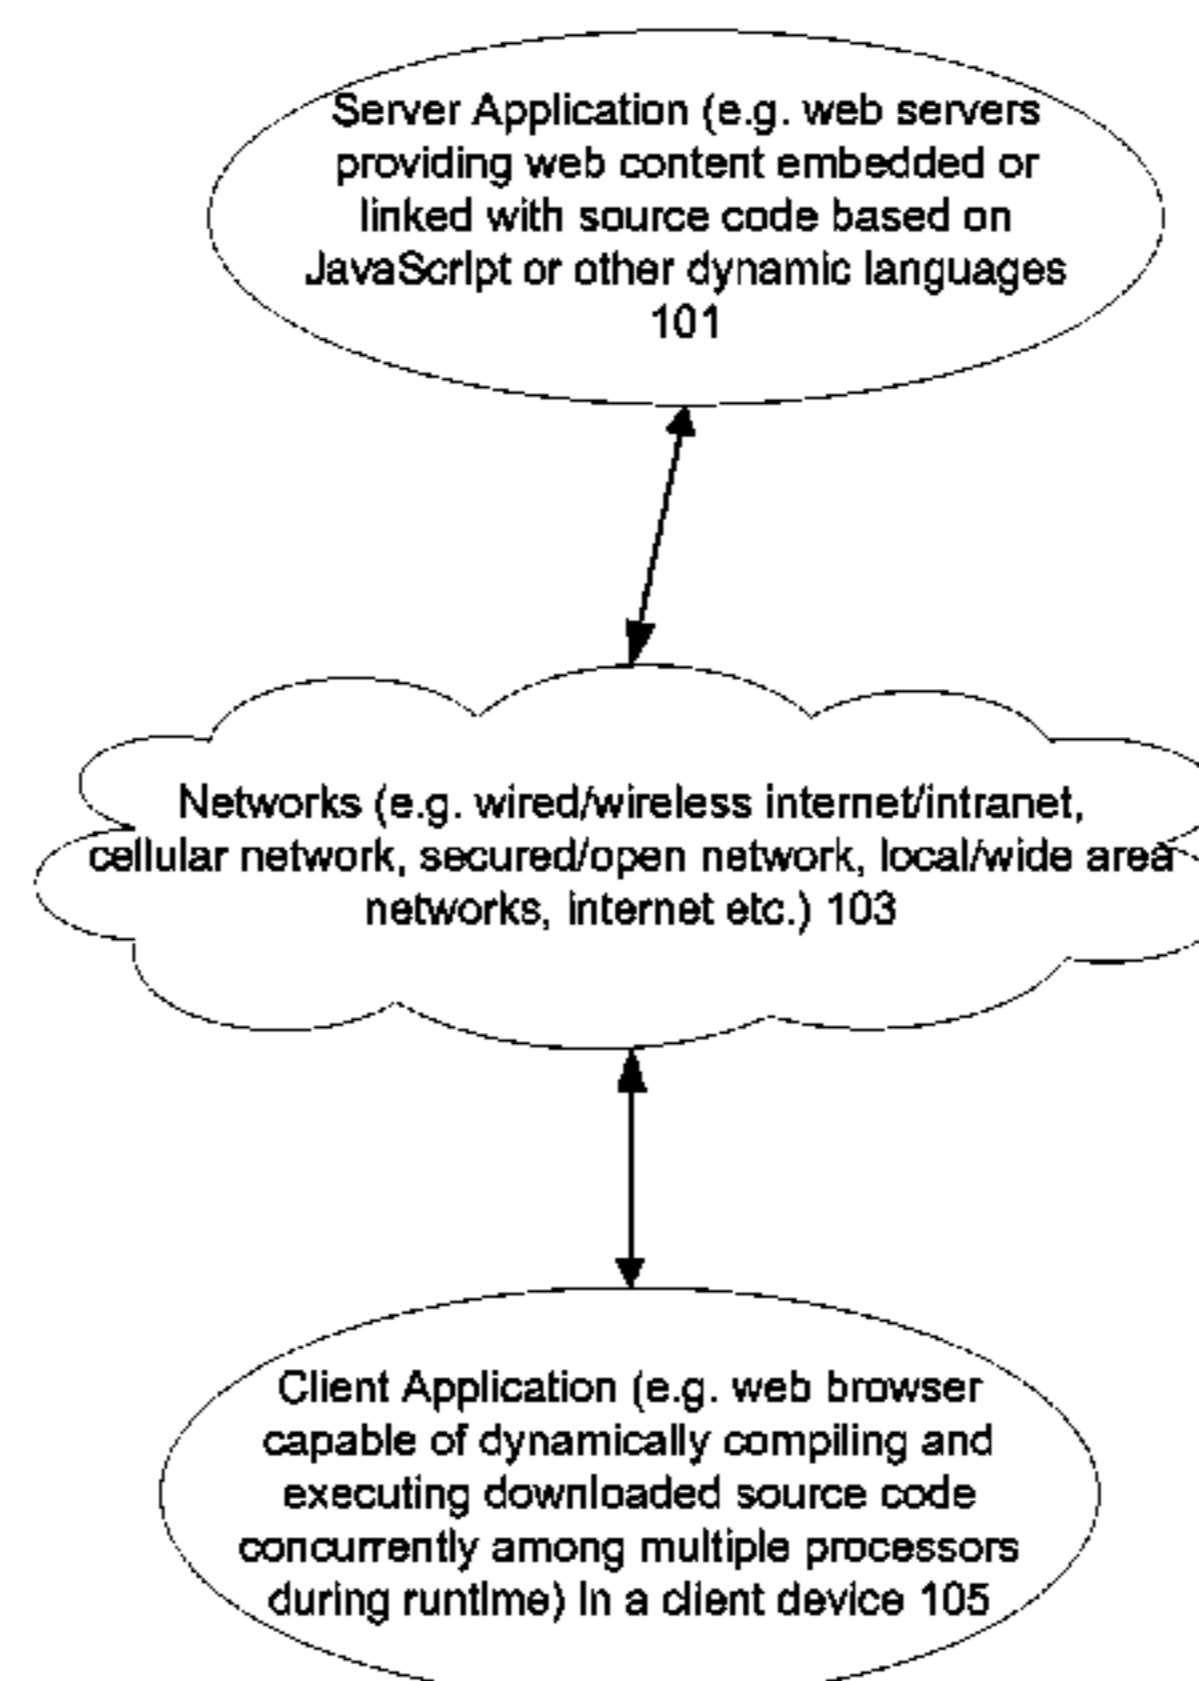 Server Application (e.g. web servers
providing web content embedded or
linked with source code based on
JavaScript or other dynamic languages
101
Networks (e.g. wired/wireless internet/intranet,
cellular network, secured/open network, local/wide area
networks, internet etc.) 103
Client Application (e.g. web browser
capable of dynamically compiling and
executing downloaded source code
concurrently among multiple processors
during runtime) in a client device 105